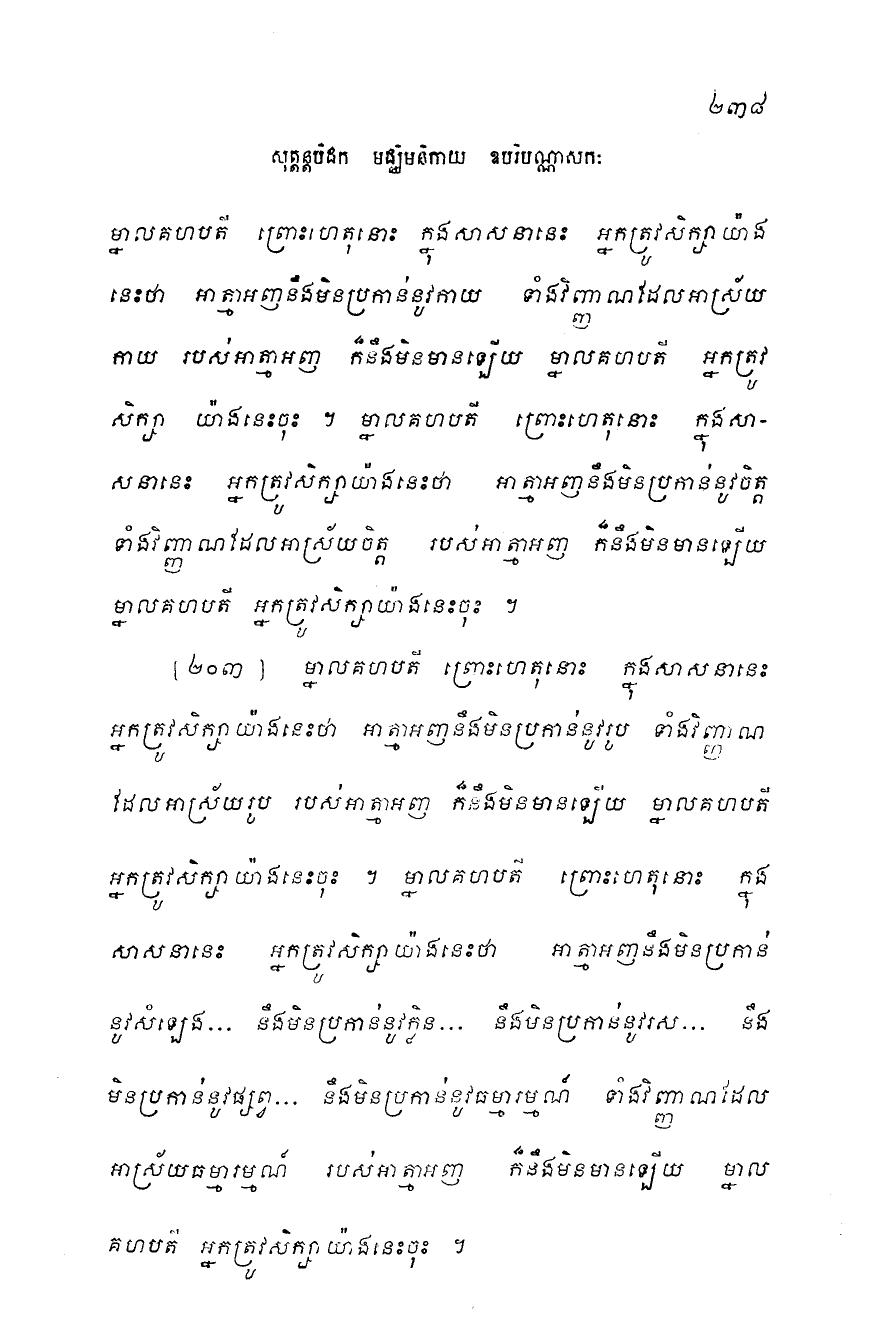 ២៣៨
សុត្តន្តបិដក មជ្ឈិមនិកាយ ឧបរិបណ្ណាសកៈ
ម្នាលគហបតី ព្រោះហេតុនោះ ក្នុងសាសនានេះ អ្នកត្រូវសិក្សាយ៉ាង
នេះថា អាត្មាអញនឹងមិនប្រកាន់នូវកាយ ទាំងវិញ្ញាណដែលអាស្រ័យ
កាយ របស់អាត្មាអញ ក៏នឹងមិនមានឡើយ ម្នាលគហបតី អ្នកត្រូវ
សិក្សា យ៉ាងនេះចុះ ។ ម្នាលគហបតី ព្រោះហេតុនោះ ក្នុងសា-
សនានេះ អ្នកត្រូវសិក្សាយ៉ាងនេះថា អាត្មាអញនឹងមិនប្រកាន់នូវចិត្ត
ទាំងវិញ្ញាណដែលអាស្រ័យចិត្ត របស់អាត្មាអញ ក៏នឹងមិនមានឡើយ
ម្នាលគហបតី អ្នកត្រូវសិក្សាយ៉ាងនេះចុះ ។
[២០៣] ម្នាលគហបតី ព្រោះហេតុនោះ ក្នុងសាសនានេះ
អ្នកត្រូវសិក្សាយ៉ាងនេះថា អាត្មាអញនឹងមិនប្រកាន់នូវរូប ទាំងវិញ្ញាណ
ដែលអាស្រ័យរូប របស់អាត្មាអញ ក៏នឹងមិនមានឡើយ ម្នាលគហបតី
អ្នកត្រូវសិក្សាយ៉ាងនេះចុះ ។ ម្នាលគហបតី ព្រោះហេតុនោះ ក្នុង
សាសនានេះ អ្នកត្រូវសិក្សាយ៉ាងនេះថា អាត្មាអញនឹងមិនប្រកាន់
នូវសំឡេង... នឹងមិនប្រកាន់នូវក្លិន... នឹងមិនប្រកាន់នូវរស... នឹង
មិនប្រកាន់នូវផ្សព្វ... នឹងមិនប្រកាន់នូវធម្មារម្មណ៍ ទាំងវិញ្ញាណដែល
អាស្រ័យធម្មារម្មណ៍ របស់អាត្មាអញ ក៏នឹងមិនមានឡើយ ម្នាល
គហបតី អ្នកត្រូវសិក្សាយ៉ាងនេះចុះ ។